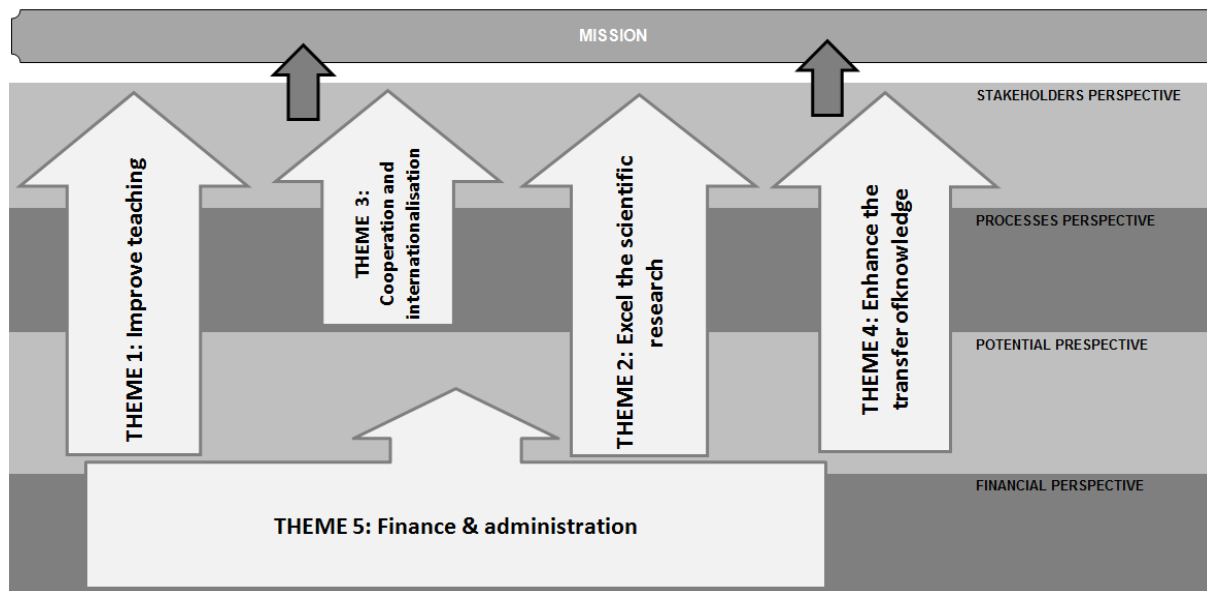 MISSION
STAKEHOLDERS PERSPECTIVE
PROCESSES PERSPECTIVE
POTENTIAL PRESPECTIVE
FINANCIAL PERSPECTIVE
THEME 1: Improve teaching
THEME 3:
Cooperation and
internationalisation
THEME 2: Excel the scientific
research
THEME 4: Enhance the
transfer ofknowledge
THEME 5: Finance & administration